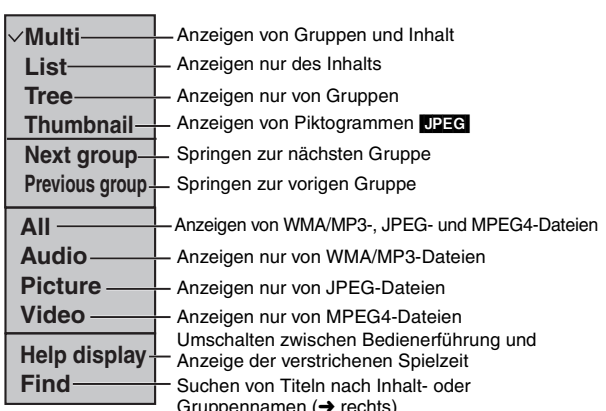 ✓Multi Anzeigen von Gruppen und Inhalt
List Anzeigen nur des Inhalts
Tree Anzeigen nur von Gruppen
Thumbnail Anzeigen von Piktogrammen JPEG
Next group Springen zur nächsten Gruppe
Previous group Springen zur vorigen Gruppe
All Anzeigen von WMA/MP3-, JPEG- und MPEG4-Dateien
Audio Anzeigen nur von WMA/MP3-Dateien
Picture Anzeigen nur von JPEG-Dateien
Video Anzeigen nur von MPEG4-Dateien
Help display Umschalten zwischen Bedienerführung und
Anzeige der verstrichenen Spielzeit
Find Suchen von Titeln nach Inhalt- oder
Gruppennamen (➜ rechts)